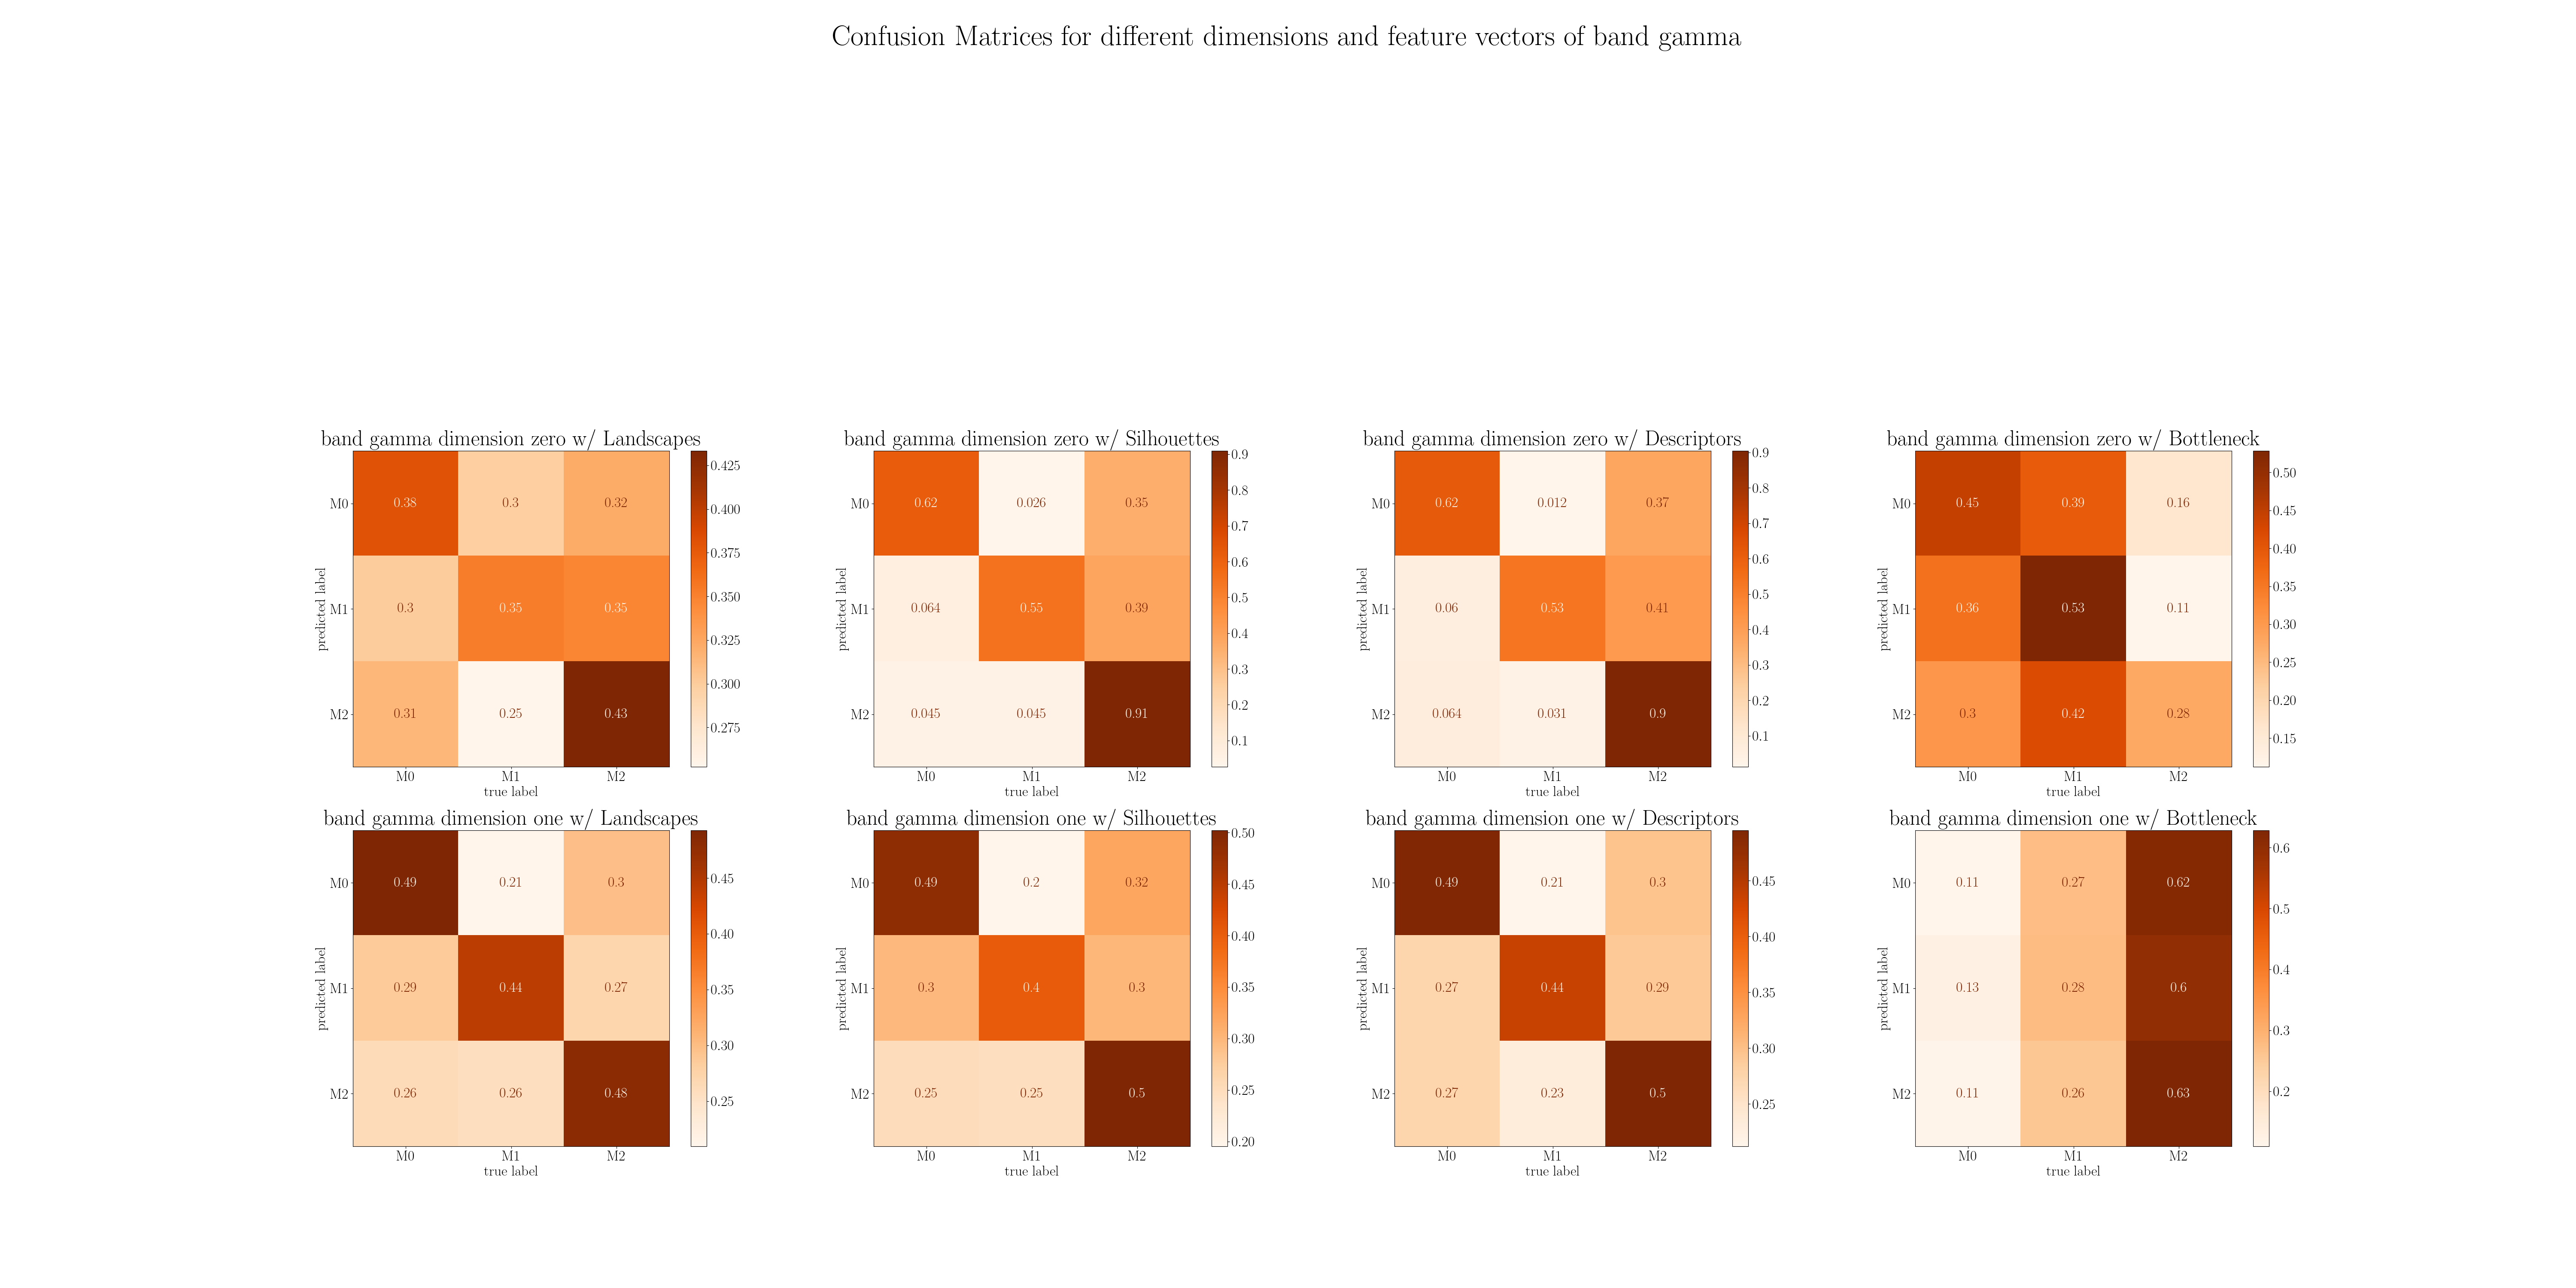 Confusion Matrices for different dimensions and feature vectors of band gamma
band gamma dimension zero w/ Landscapes
predicted label
M0 0.38 0.3 0.32
M1 0.3 0.35 0.35
M2 0.31 0.25 0.43
M0 M1 M2
true label
0.425
0.400
0.375
0.350
0.325
0.300
0.275
band gamma dimension zero w/ Silhouettes
predicted label
M0 0.62 0.026 0.35
M1 0.064 0.55 0.39
M2 0.045 0.045 0.91
M0 M1 M2
true label
0.9
0.8
0.7
0.6
0.5
0.4
0.3
0.2
0.1
band gamma dimension zero w/ Descriptors
predicted label
M0 0.62 0.012 0.37
M1 0.06 0.53 0.41
M2 0.064 0.031 0.9
M0 M1 M2
true label
0.9
0.8
0.7
0.6
0.5
0.4
0.3
0.2
0.1
band gamma dimension zero w/ Bottleneck
predicted label
M0 0.45 0.39 0.16
M1 0.36 0.53 0.11
M2 0.3 0.42 0.28
M0 M1 M2
true label
0.50
0.45
0.40
0.35
0.30
0.25
0.20
0.15
band gamma dimension one w/ Landscapes
predicted label
M0 0.49 0.21 0.3
M1 0.29 0.44 0.27
M2 0.26 0.26 0.48
M0 M1 M2
true label
0.45
0.40
0.35
0.30
0.25
band gamma dimension one w/ Silhouettes
predicted label
M0 0.49 0.2 0.32
M1 0.3 0.4 0.3
M2 0.25 0.25 0.5
M0 M1 M2
true label
0.50
0.45
0.40
0.35
0.30
0.25
0.20
band gamma dimension one w/ Descriptors
predicted label
M0 0.49 0.21 0.3
M1 0.27 0.44 0.29
M2 0.27 0.23 0.5
M0 M1 M2
true label
0.45
0.40
0.35
0.30
0.25
band gamma dimension one w/ Bottleneck
predicted label
M0 0.11 0.27 0.62
M1 0.13 0.28 0.6
M2 0.11 0.26 0.63
M0 M1 M2
true label
0.6
0.5
0.4
0.3
0.2